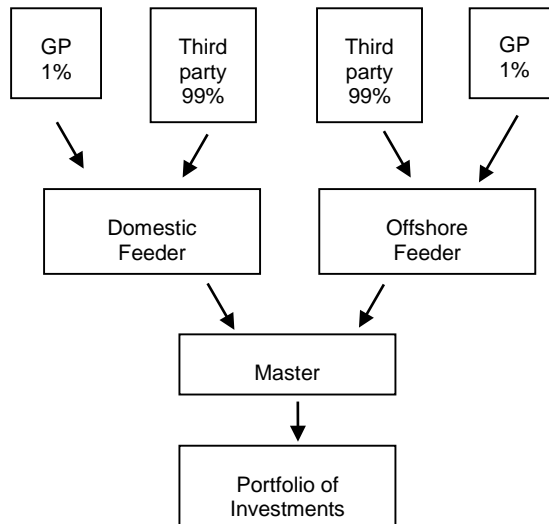 GP
1%
Third
party
99%
Third
party
99%
GP
1%
Domestic
Feeder
Offshore
Feeder
Master
Portfolio of
Investments